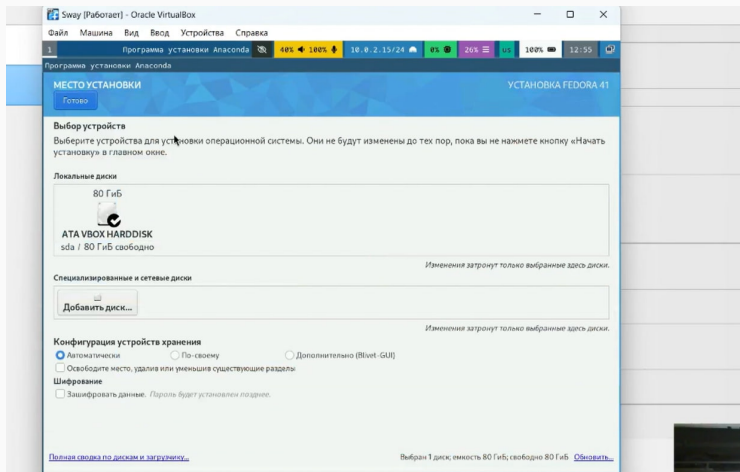 Sway [Работает] - Oracle VirtualBox
Файл Машина Вид Ввод Устройства Справка
1 Программа установки Anaconda 40% 100% 10.0.2.15/24 0% 26% us 100% 12:55
Программа установки Anaconda
МЕСТО УСТАНОВКИ УСТАНОВКА FEDORA 41
Готово
Выбор устройств
Выберите устройства для установки операционной системы. Они не будут изменены до тех пор, пока вы не нажмете кнопку «Начать
установку» в главном окне.
Локальные диски
80 ГиБ
ATA VBOX HARDDISK
sda / 80 ГиБ свободно
Изменения затронут только выбранные здесь диски.
Специализированные и сетевые диски
Добавить диск...
Изменения затронут только выбранные здесь диски.
Конфигурация устройств хранения
Автоматически По-своему Дополнительно (Blivet-GUI)
Освободите место, удалив или уменьшив существующие разделы
Шифрование
Зашифровать данные. Пароль будет установлен позднее.
Полная сводка по дискам и загрузчику... Выбран 1 диск; емкость 80 ГиБ; свободно 80 ГиБ Обновить...